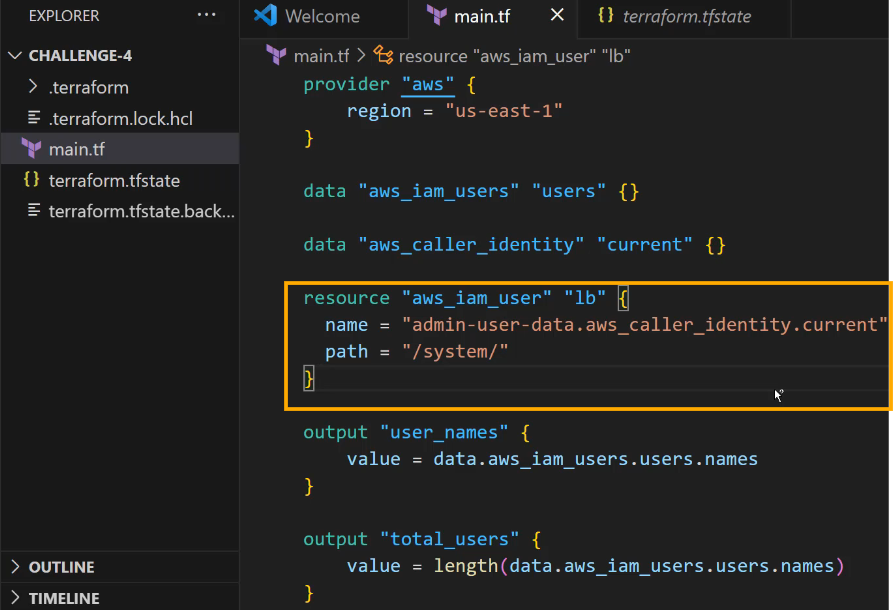 EXPLORER ...
CHALLENGE-4
.terraform
.terraform.lock.hcl
main.tf
terraform.tfstate
terraform.tfstate.back...
OUTLINE
TIMELINE
Welcome main.tf {} terraform.tfstate
main.tf > resource "aws_iam_user" "lb"
provider "aws" {
region = "us-east-1"
}
data "aws_iam_users" "users" {}
data "aws_caller_identity" "current" {}
resource "aws_iam_user" "lb" {
name = "admin-user-data.aws_caller_identity.current"
path = "/system/"
}
output "user_names" {
value = data.aws_iam_users.users.names
}
output "total_users" {
value = length(data.aws_iam_users.users.names)
}